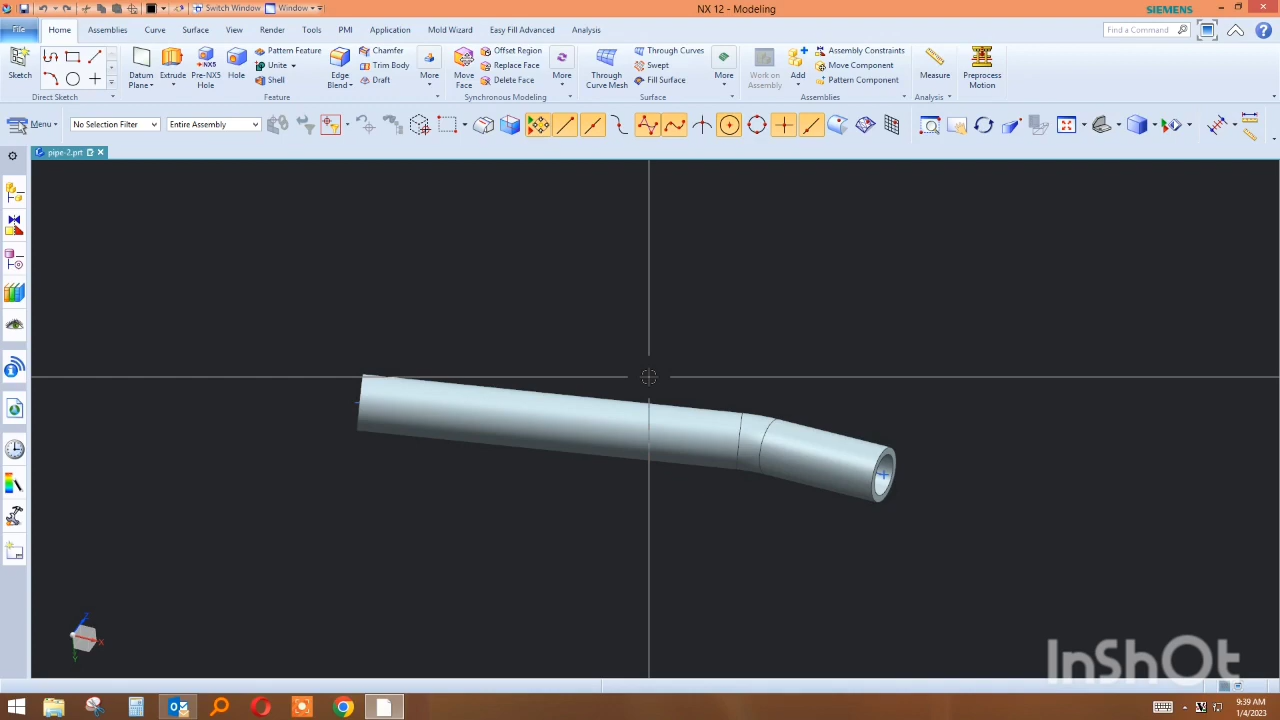 NX 12 - Modeling
SIEMENS
Switch Window
Window
File
Home
Assemblies
Curve
Surface
View
Render
Tools
PMI
Application
Mold Wizard
Easy Fill Advanced
Analysis
Find a Command
Sketch
Direct Sketch
Datum Plane
Extrude
Pre-NX5 Hole
Hole
Pattern Feature
Unite
Shell
Edge Blend
Chamfer
Trim Body
Draft
More
Feature
Move Face
Offset Region
Replace Face
Delete Face
More
Synchronous Modeling
Through Curve Mesh
Through Curves
Swept
Fill Surface
More
Surface
Work on Assembly
Add
Assembly Constraints
Move Component
Pattern Component
Assemblies
Measure
Analysis
Preprocess Motion
Menu
No Selection Filter
Entire Assembly
pipe-2.prt
Z
X
Y
InShOt
9:39 AM
1/4/2023